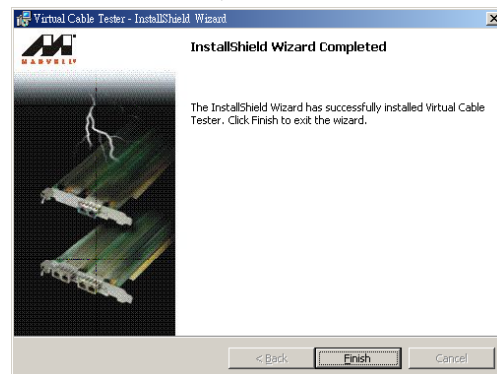 Virtual Cable Tester - InstallShield Wizard
MARVELL®
InstallShield Wizard Completed
The InstallShield Wizard has successfully installed Virtual Cable
Tester. Click Finish to exit the wizard.
< Back
Finish
Cancel